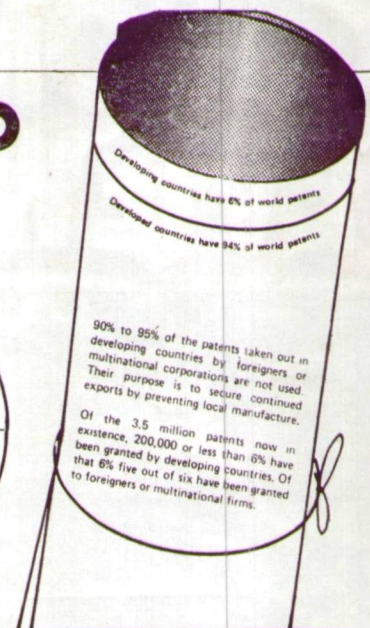 Developing countries have 6% of world patents
Developed countries have 94% of world patents
90% to 95% of the patents taken out in
developing countries by foreigners or
multinational corporations are not used.
Their purpose is to secure continued
exports by preventing local manufacture.
Of the 3.5 million patents now in
existence, 200,000 or less than 6% have
been granted by developing countries. Of
that 6% five out of six have been granted
to foreigners or multinational firms.